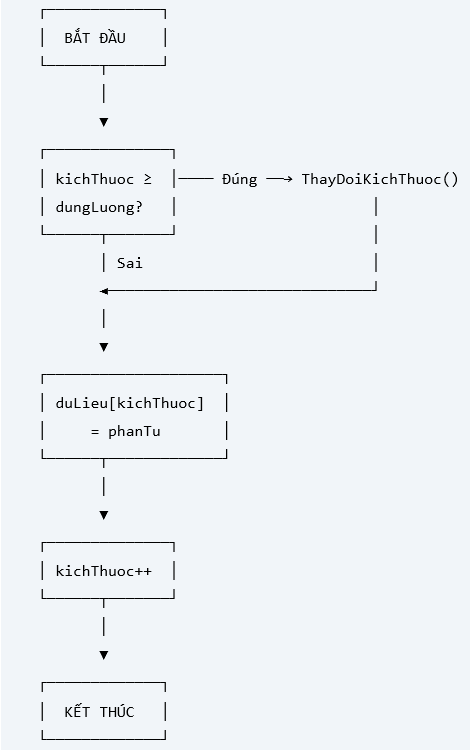 BẮT ĐẦU
kichThuoc ≥ ── Đúng ──→ ThayDoiKichThuoc()
dungLuong?
Sai
duLieu[kichThuoc]
= phanTu
kichThuoc++
KẾT THÚC